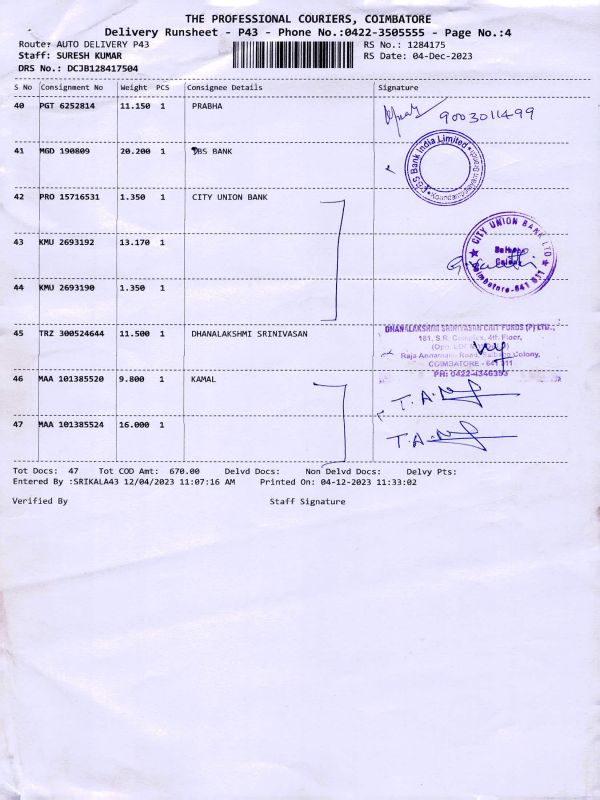 THE PROFESSIONAL COURIERS, COIMBATORE
Delivery Runsheet - P43 - Phone No.:0422-3505555 - Page No.:4
Route: AUTO DELIVERY P43 RS No.: 1284175
Staff: SURESH KUMAR RS Date: 04-Dec-2023
DRS No.: DCJB128417504
S No Consignment No Weight PCS Consignee Details Signature
40 PGT 6252814 11.150 1 PRABHA
9003011499
41 MGD 190809 20.200 1 DBS BANK
Bank India Limited
42 PRO 15716531 1.350 1 CITY UNION BANK
CITY UNION BANK LTD
43 KMU 2693192 13.170 1
Coimbatore-641 011
44 KMU 2693190 1.350 1
45 TRZ 300524644 11.500 1 DHANALAKSHMI SRINIVASAN
DHANALAKSHMI SRINIVASAN CHIT FUNDS (P) LTD.,
181, S.R. Complex, 4th Floor,
Raja Annamalai Road, Saibaba Colony,
COIMBATORE - 641 011
PH: 0422-4346353
46 MAA 101385520 9.800 1 KAMAL
T.A.
47 MAA 101385524 16.000 1
T.A.
Tot Docs: 47 Tot COD Amt: 670.00 Delvd Docs: Non Delvd Docs: Delvy Pts:
Entered By :SRIKALA43 12/04/2023 11:07:16 AM Printed On: 04-12-2023 11:33:02
Verified By Staff Signature